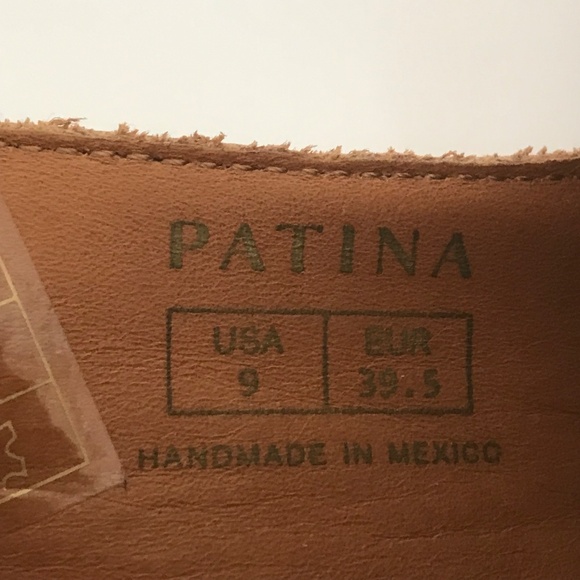 PATINA
USA EUR
9 39.5
HANDMADE IN MEXICO